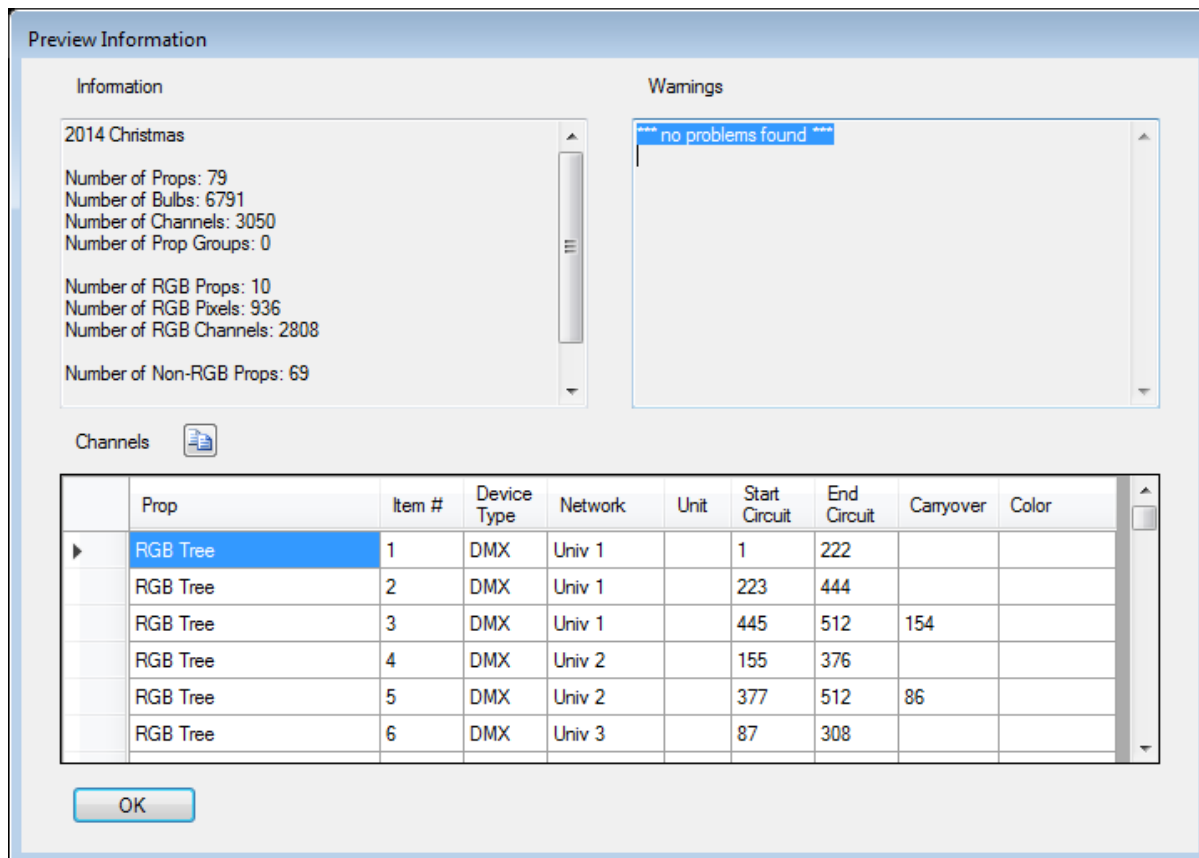 Preview Information
Information
Warnings
2014 Christmas
Number of Props: 79
Number of Bulbs: 6791
Number of Channels: 3050
Number of Prop Groups: 0
Number of RGB Props: 10
Number of RGB Pixels: 936
Number of RGB Channels: 2808
Number of Non-RGB Props: 69
*** no problems found ***
Channels
Prop Item # Device Type Network Unit Start Circuit End Circuit Carryover Color
RGB Tree 1 DMX Univ 1 1 222
RGB Tree 2 DMX Univ 1 223 444
RGB Tree 3 DMX Univ 1 445 512 154
RGB Tree 4 DMX Univ 2 155 376
RGB Tree 5 DMX Univ 2 377 512 86
RGB Tree 6 DMX Univ 3 87 308
OK